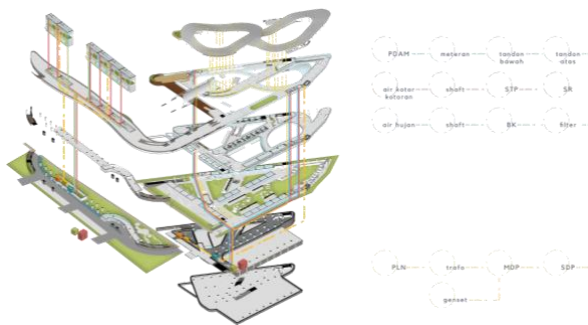 PDAM meteran tandon bawah tandon atas
air kotor kotoran shaft STP SR
air hujan shaft BK filter
PLN trafo MDP SDP
genset